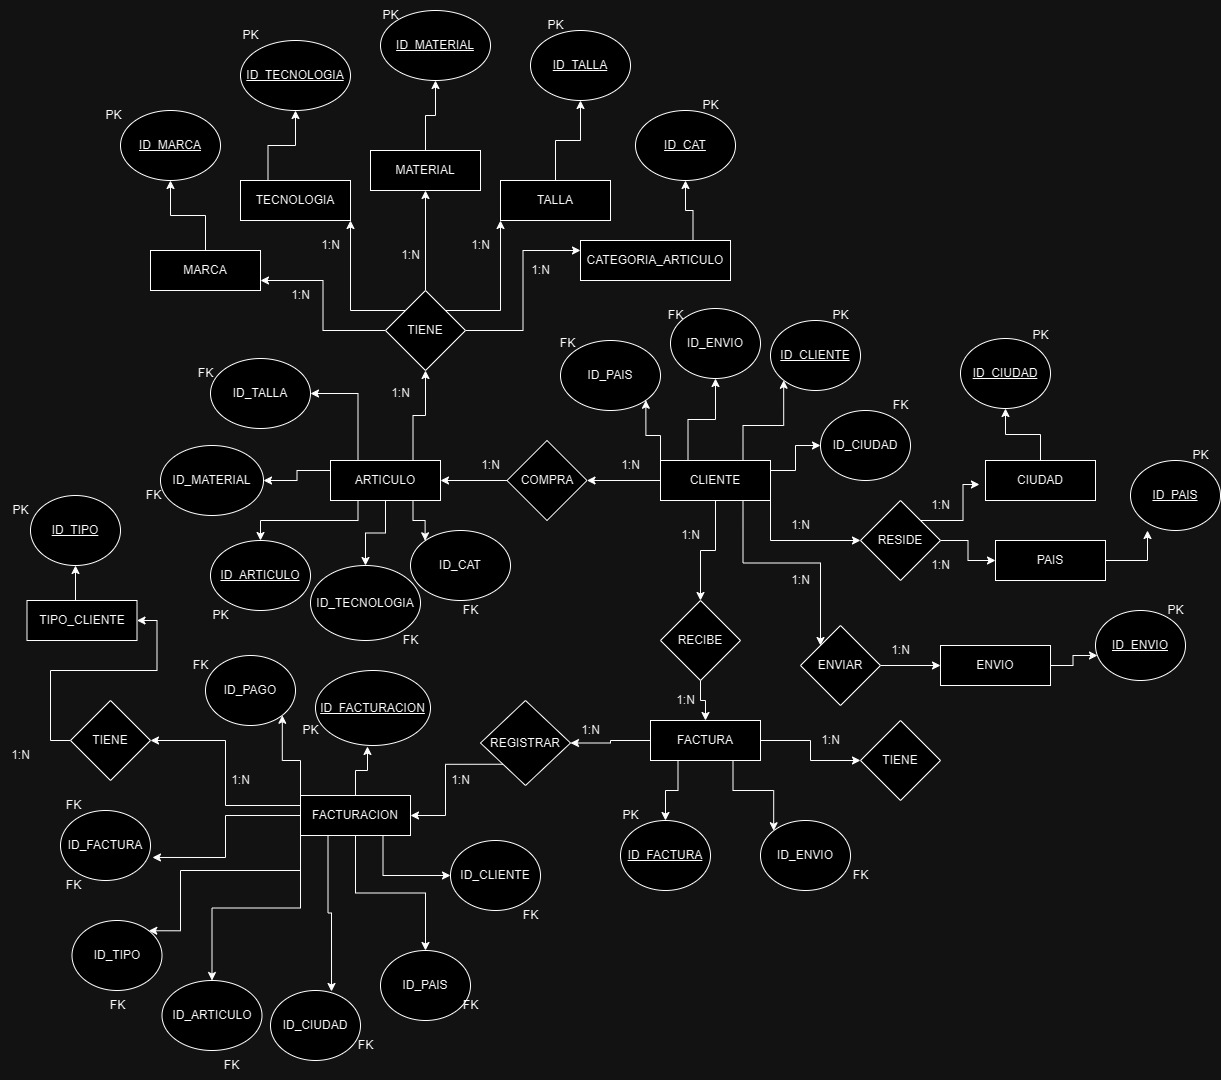 PK
ID_MATERIAL
PK
ID_TALLA
PK
ID_TECNOLOGIA
PK
ID_CAT
PK
ID_MARCA
MATERIAL
TECNOLOGIA
TALLA
1:N
1:N
1:N
MARCA
1:N
1:N
CATEGORIA_ARTICULO
TIENE
FK
ID_PAIS
FK
ID_ENVIO
PK
ID_CLIENTE
PK
ID_CIUDAD
FK
ID_TALLA
1:N
FK
ID_CIUDAD
ID_MATERIAL
FK
ARTICULO
1:N
COMPRA
1:N
CLIENTE
CIUDAD
PK
ID_PAIS
PK
ID_TIPO
1:N
1:N
RESIDE
1:N
1:N
PAIS
ID_ARTICULO
PK
ID_TECNOLOGIA
FK
ID_CAT
FK
1:N
TIPO_CLIENTE
RECIBE
1:N
ENVIAR
1:N
ENVIO
PK
ID_ENVIO
FK
ID_PAGO
ID_FACTURACION
PK
1:N
TIENE
1:N
1:N
REGISTRAR
1:N
FACTURA
1:N
TIENE
1:N
FK
ID_FACTURA
FK
FACTURACION
PK
ID_FACTURA
ID_ENVIO
FK
ID_CLIENTE
FK
ID_TIPO
FK
ID_ARTICULO
FK
ID_CIUDAD
FK
ID_PAIS
FK